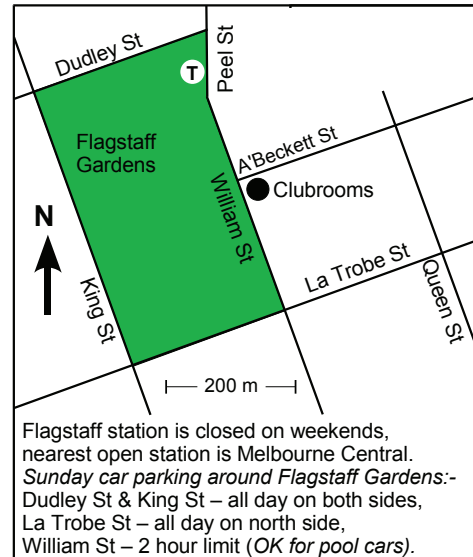 Dudley St
Peel St
T
Flagstaff
Gardens
A'Beckett St
William St
Clubrooms
N
King St
La Trobe St
Queen St
200 m
Flagstaff station is closed on weekends,
nearest open station is Melbourne Central.
Sunday car parking around Flagstaff Gardens:-
Dudley St & King St – all day on both sides,
La Trobe St – all day on north side,
William St – 2 hour limit (OK for pool cars).